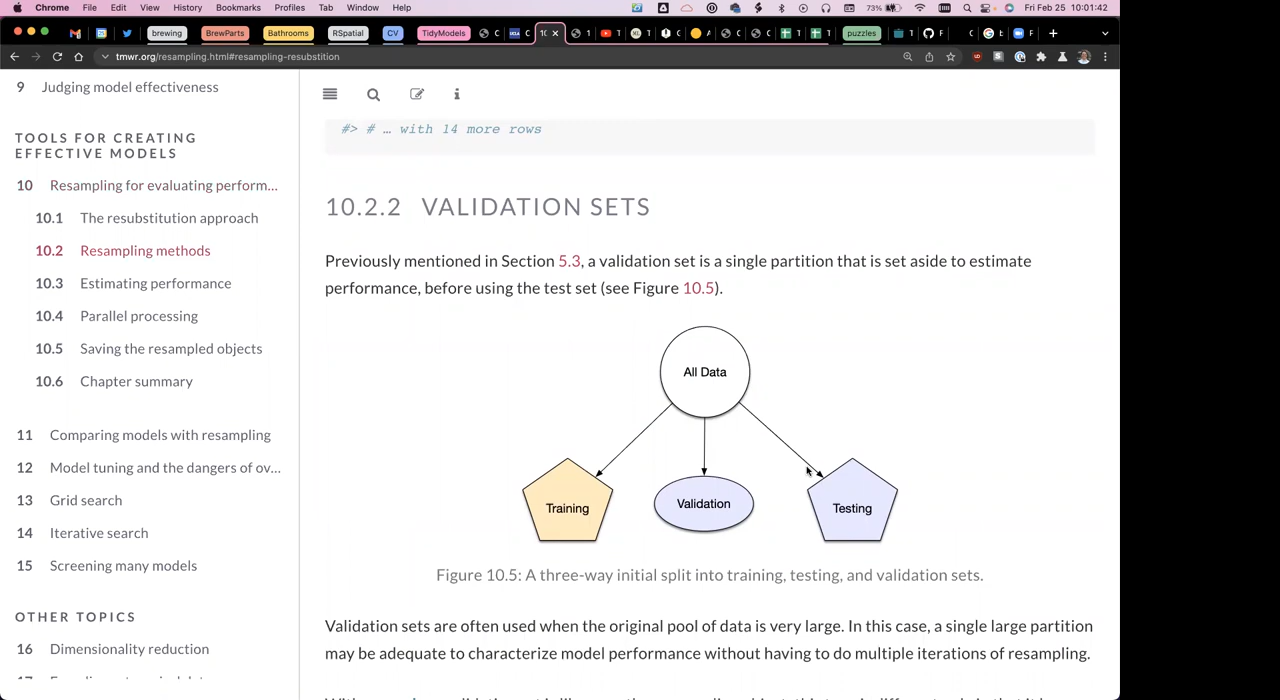 Chrome File Edit View History Bookmarks Profiles Tab Window Help 73% Fri Feb 25 10:01:42
brewing BrewParts Bathrooms RSpatial CV TidyModels puzzles
tmwr.org/resampling.html#resampling-resubstition
9 Judging model effectiveness
TOOLS FOR CREATING
EFFECTIVE MODELS
10 Resampling for evaluating perform...
10.1 The resubstitution approach
10.2 Resampling methods
10.3 Estimating performance
10.4 Parallel processing
10.5 Saving the resampled objects
10.6 Chapter summary
11 Comparing models with resampling
12 Model tuning and the dangers of ov...
13 Grid search
14 Iterative search
15 Screening many models
OTHER TOPICS
16 Dimensionality reduction
#> # … with 14 more rows
10.2.2 VALIDATION SETS
Previously mentioned in Section 5.3, a validation set is a single partition that is set aside to estimate
performance, before using the test set (see Figure 10.5).
All Data
Training Validation Testing
Figure 10.5: A three-way initial split into training, testing, and validation sets.
Validation sets are often used when the original pool of data is very large. In this case, a single large partition
may be adequate to characterize model performance without having to do multiple iterations of resampling.